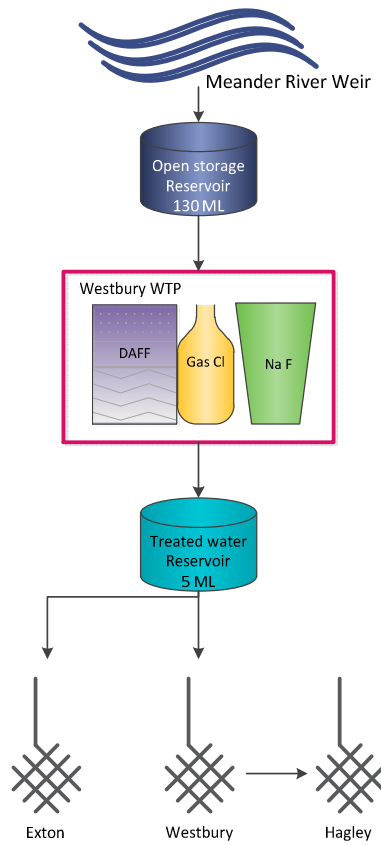 Meander River Weir
Open storage
Reservoir
130 ML
Westbury WTP
DAFF
Gas Cl
Na F
Treated water
Reservoir
5 ML
Exton
Westbury
Hagley